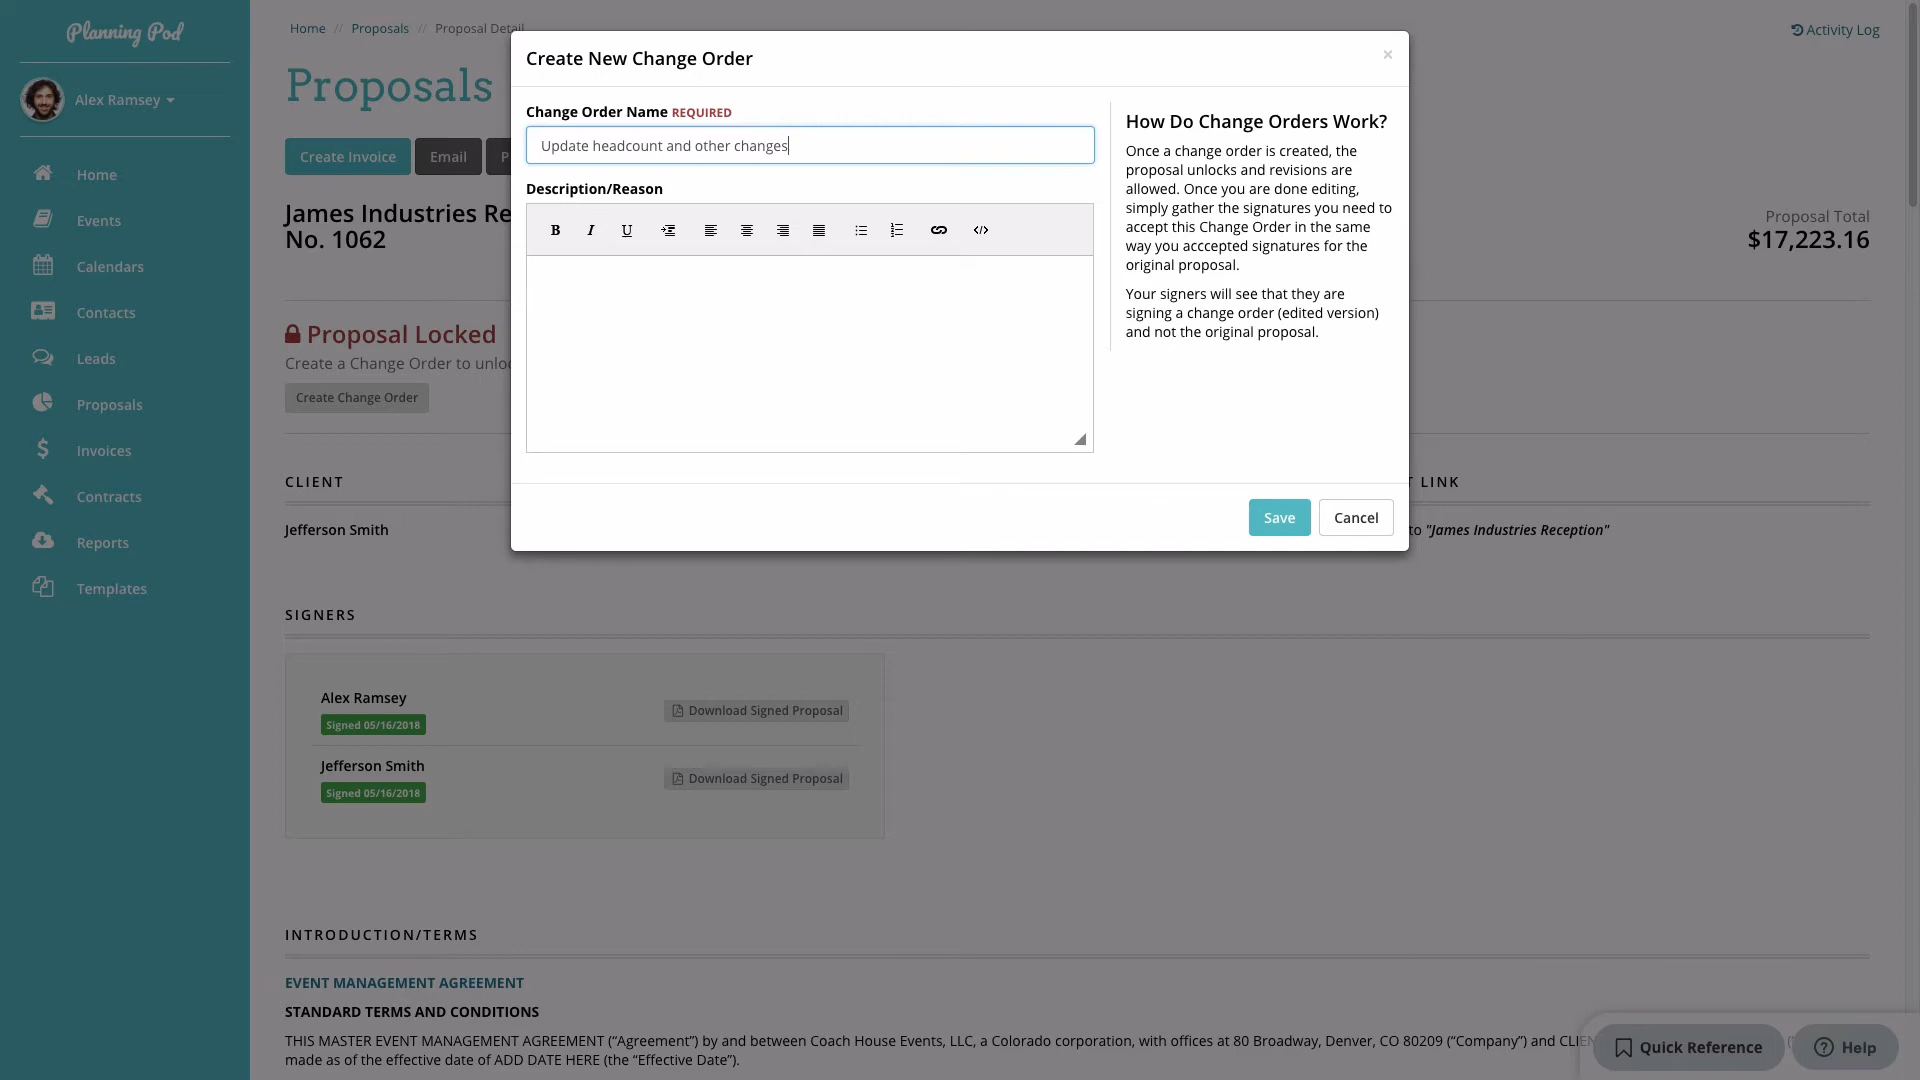 Planning Pod
Alex Ramsey
Home
Events
Calendars
Contacts
Leads
Proposals
Invoices
Contracts
Reports
Templates
Home // Proposals // Proposal Detail
Activity Log
Proposals
Create Invoice
Email
P
James Industries Re
No. 1062
Proposal Total
$17,223.16
Proposal Locked
Create a Change Order to unloc
Create Change Order
Create New Change Order
×
Change Order Name REQUIRED
Update headcount and other changes
Description/Reason
B I U
How Do Change Orders Work?
Once a change order is created, the
proposal unlocks and revisions are
allowed. Once you are done editing,
simply gather the signatures you need to
accept this Change Order in the same
way you acccepted signatures for the
original proposal.
Your signers will see that they are
signing a change order (edited version)
and not the original proposal.
Save
Cancel
CLIENT
T LINK
Jefferson Smith
to "James Industries Reception"
SIGNERS
Alex Ramsey
Signed 05/16/2018
Download Signed Proposal
Jefferson Smith
Signed 05/16/2018
Download Signed Proposal
INTRODUCTION/TERMS
EVENT MANAGEMENT AGREEMENT
STANDARD TERMS AND CONDITIONS
THIS MASTER EVENT MANAGEMENT AGREEMENT (“Agreement”) by and between Coach House Events, LLC, a Colorado corporation, with offices at 80 Broadway, Denver, CO 80209 (“Company”) and CLIEN
made as of the effective date of ADD DATE HERE (the “Effective Date”).
Quick Reference
Help